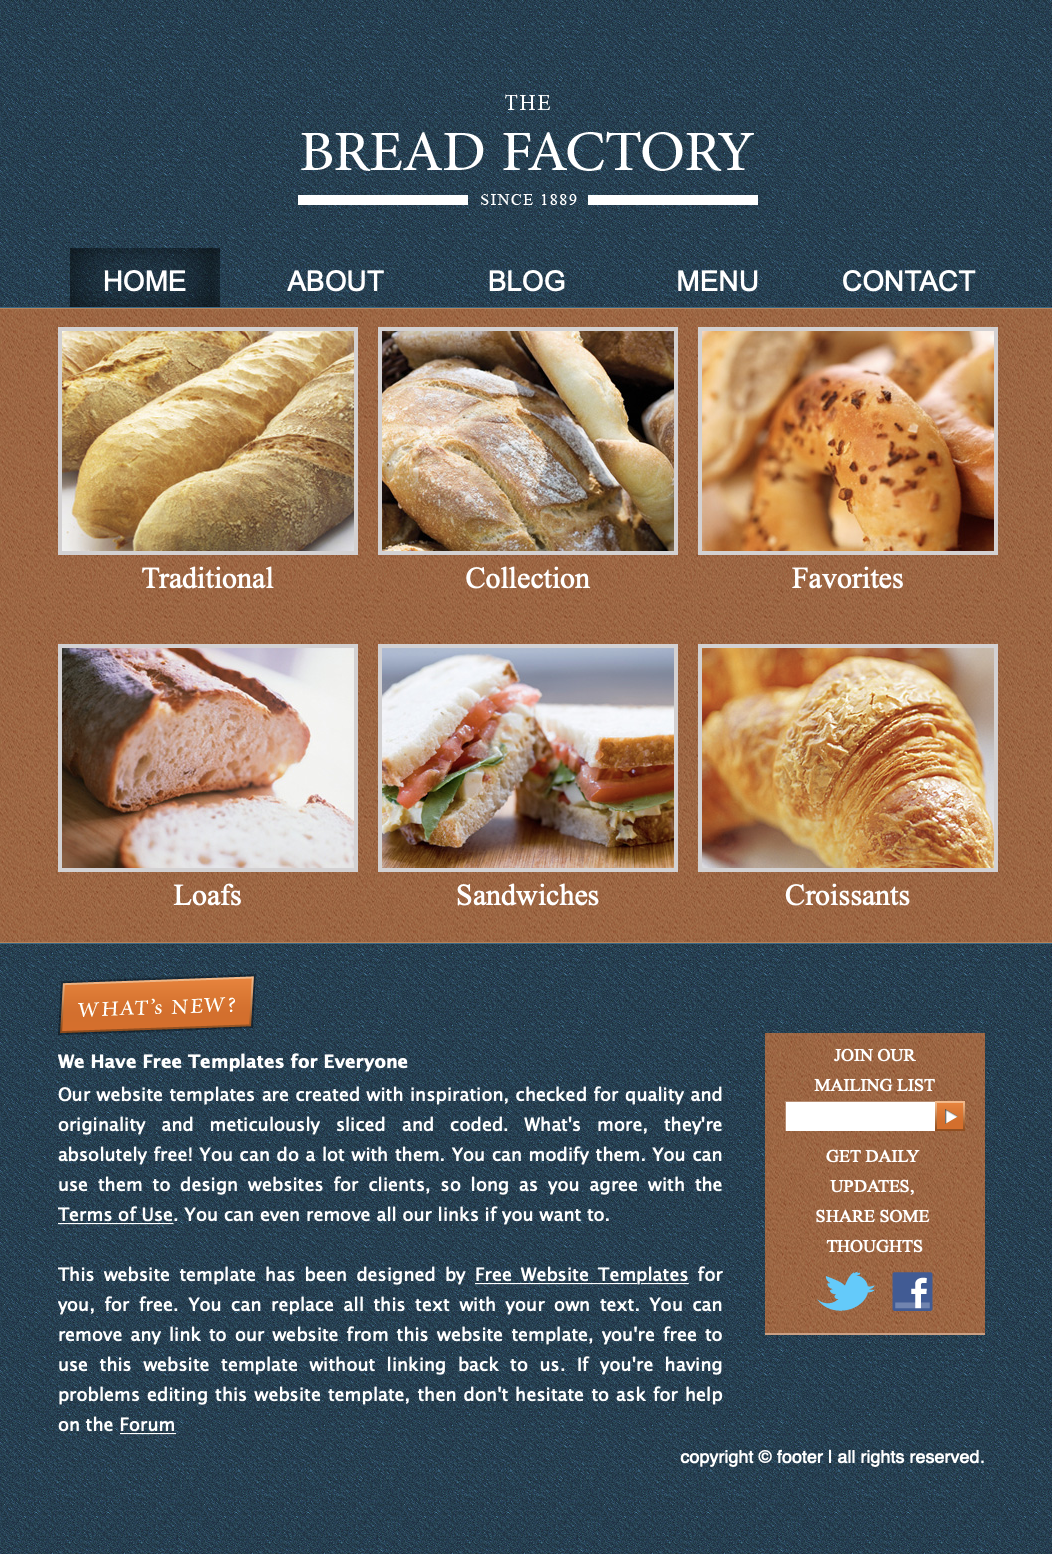 THE
BREAD FACTORY
SINCE 1889
HOME ABOUT BLOG MENU CONTACT
Traditional Collection Favorites
Loafs Sandwiches Croissants
WHAT's NEW?
We Have Free Templates for Everyone
Our website templates are created with inspiration, checked for quality and
originality and meticulously sliced and coded. What's more, they're
absolutely free! You can do a lot with them. You can modify them. You can
use them to design websites for clients, so long as you agree with the
Terms of Use. You can even remove all our links if you want to.
This website template has been designed by Free Website Templates for
you, for free. You can replace all this text with your own text. You can
remove any link to our website from this website template, you're free to
use this website template without linking back to us. If you're having
problems editing this website template, then don't hesitate to ask for help
on the Forum
JOIN OUR
MAILING LIST
GET DAILY
UPDATES,
SHARE SOME
THOUGHTS
f
copyright © footer | all rights reserved.